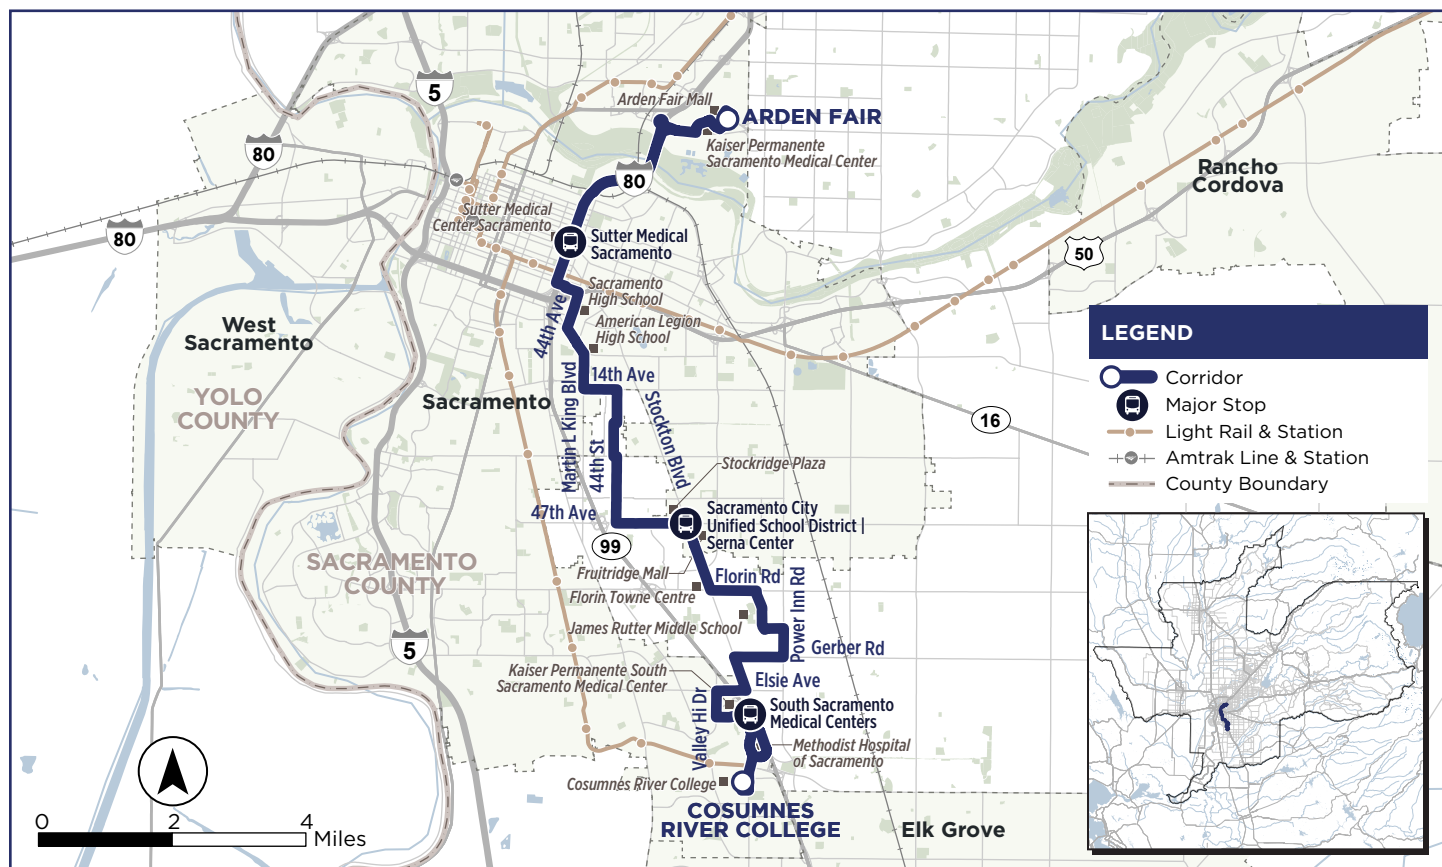 5
Arden Fair Mall
ARDEN FAIR
80
Kaiser Permanente
Sacramento Medical Center
Rancho
Cordova
80
Sutter Medical
Center Sacramento
80
Sutter Medical
Sacramento
50
Sacramento
High School
American Legion
High School
44th Ave
West
Sacramento
YOLO
COUNTY
Sacramento
14th Ave
Martin L King Blvd
44th St
Stockton Blvd
16
Stockridge Plaza
47th Ave
Sacramento City
Unified School District |
Serna Center
99
SACRAMENTO
COUNTY
Fruitridge Mall
Florin Rd
Florin Towne Centre
Power Inn Rd
James Rutter Middle School
Gerber Rd
5
Kaiser Permanente South
Sacramento Medical Center
Elsie Ave
Valley Hi Dr
South Sacramento
Medical Centers
Methodist Hospital
of Sacramento
Cosumnes River College
COSUMNES
RIVER COLLEGE
Elk Grove
0 2 4
Miles
LEGEND
Corridor
Major Stop
Light Rail & Station
Amtrak Line & Station
County Boundary